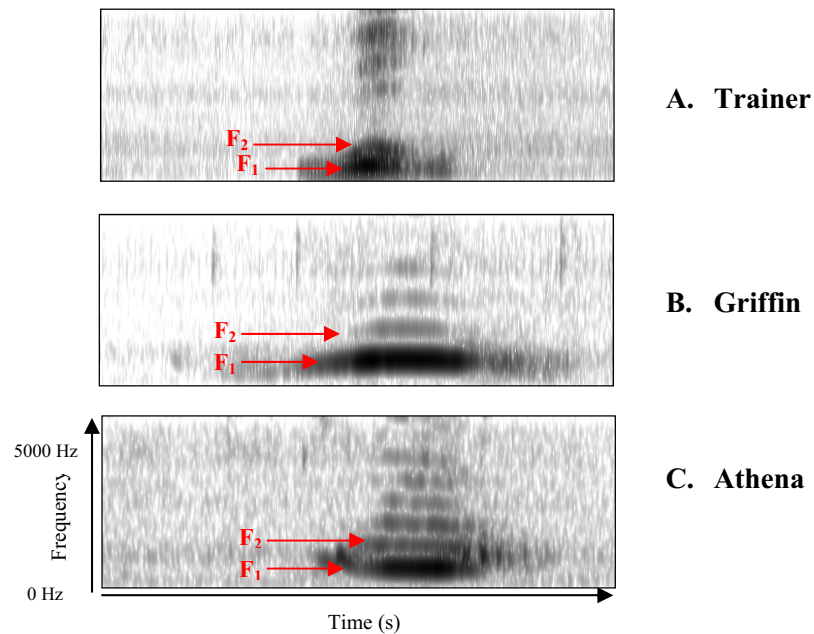 A. Trainer
F2
F1
B. Griffin
F2
F1
5000 Hz
C. Athena
Frequency
F2
F1
0 Hz
Time (s)